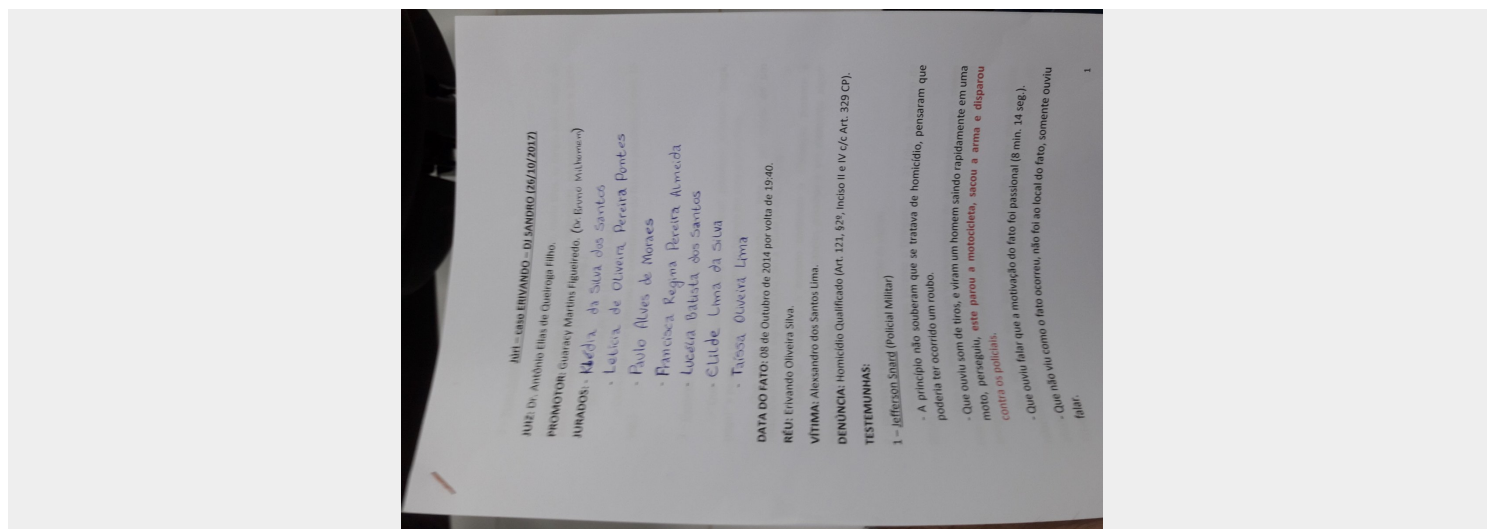 Júri – caso ERIVANDO – DJ SANDRO (26/10/2017)
JUIZ: Dr. Antônio Elias de Queiroga Filho.
PROMOTOR: Guaracy Martins Figueiredo. (Dr. Bruno Milhomem)
JURADOS: - da Silva dos Santos
- Letícia de Oliveira Pereira Pontes
- Paulo Alves de Moraes
- Francisca Regina Pereira Almeida
- Batista dos Santos
- Lima da Silva
- Taíssa Oliveira Lima
DATA DO FATO: 08 de Outubro de 2014 por volta de 19:40.
RÉU: Erivando Oliveira Silva.
VÍTIMA: Alexsandro dos Santos Lima.
DENÚNCIA: Homicídio Qualificado (Art. 121, §2º, Inciso II e IV c/c Art. 329 CP).
TESTEMUNHAS:
1 – Jefferson Snard (Policial Militar)
- A princípio não souberam que se tratava de homicídio, pensaram que
poderia ter ocorrido um roubo.
- Que ouviu som de tiros, e viram um homem saindo rapidamente em uma
moto, perseguiu, este parou a motocicleta, sacou a arma e disparou
contra os policiais.
- Que ouviu falar que a motivação do fato foi passional (8 min. 14 seg.).
- Que não viu como o fato ocorreu, não foi ao local do fato, somente ouviu
falar.
1